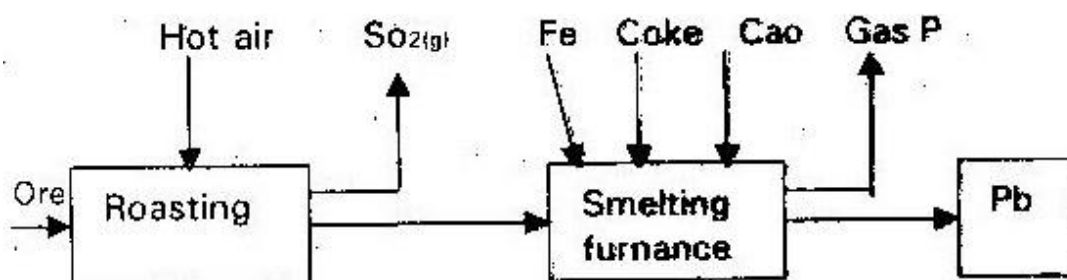 Hot air So₂(g) Fe Coke Cao Gas P
Ore
Roasting
Smelting
furnance
Pb